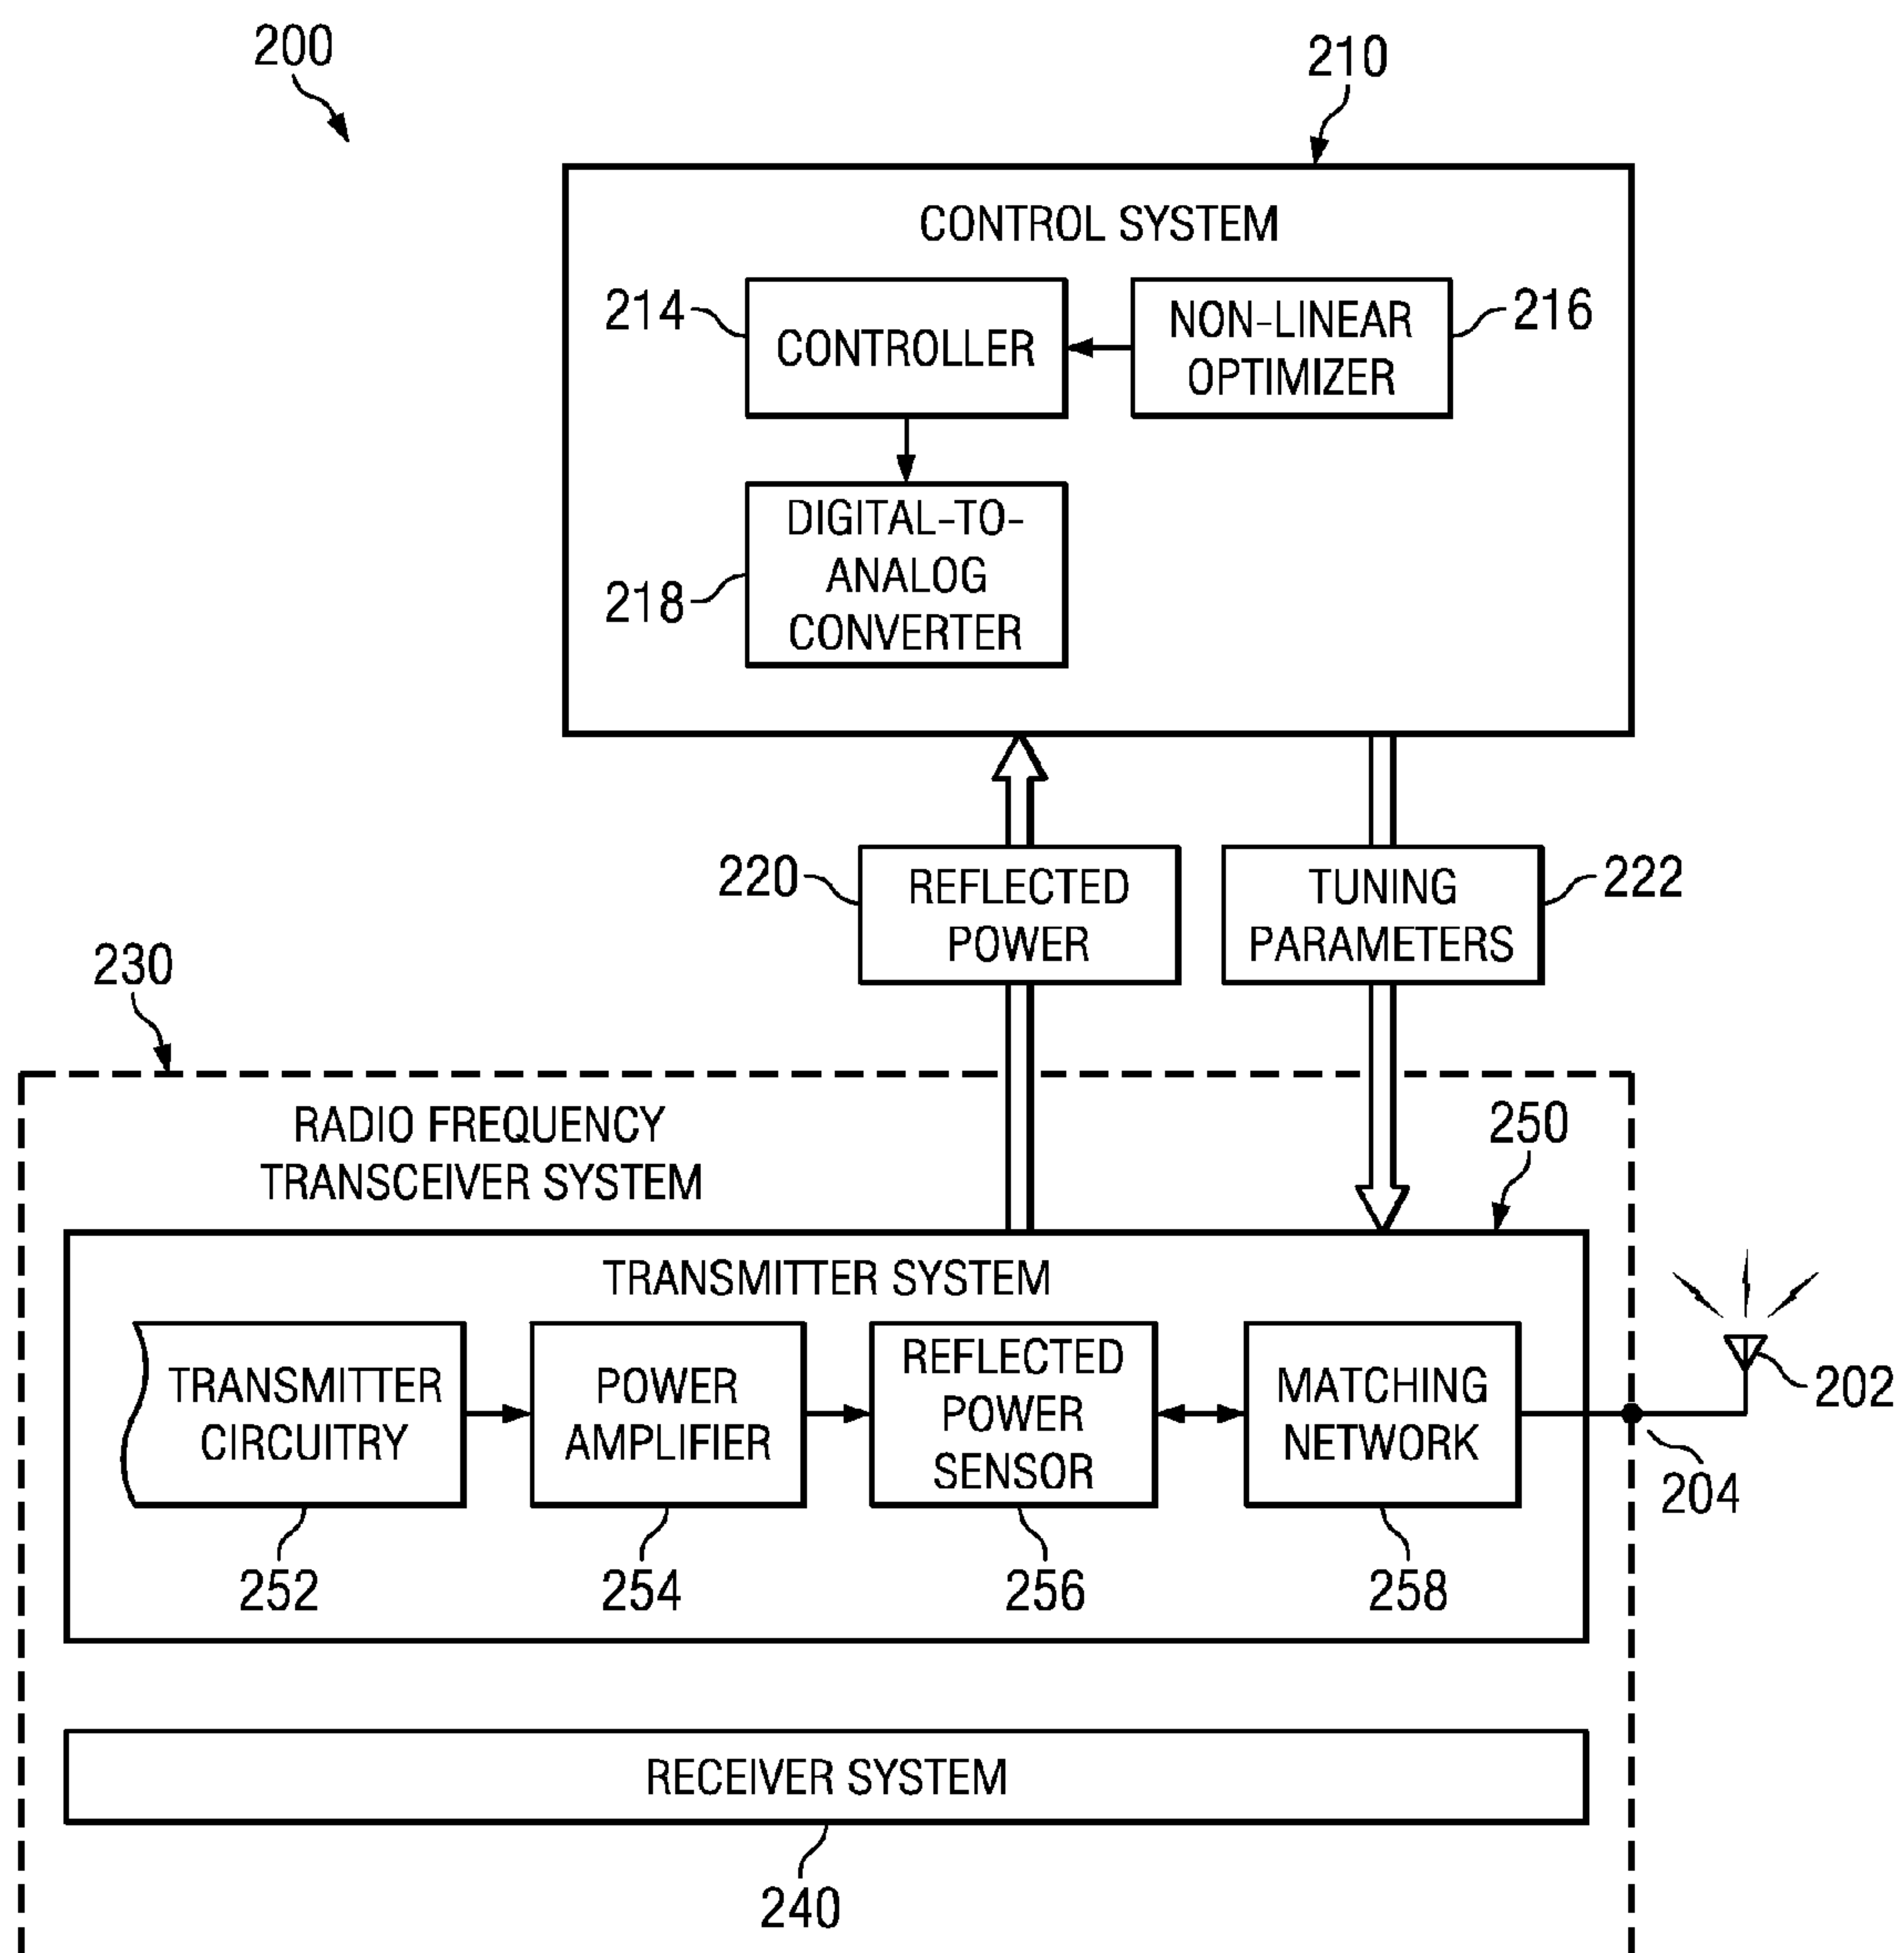 200
210
CONTROL SYSTEM
214
CONTROLLER
NON-LINEAR
OPTIMIZER
216
218
DIGITAL-TO-
ANALOG
CONVERTER
220
REFLECTED
POWER
TUNING
PARAMETERS
222
230
RADIO FREQUENCY
TRANSCEIVER SYSTEM
250
TRANSMITTER SYSTEM
TRANSMITTER
CIRCUITRY
POWER
AMPLIFIER
REFLECTED
POWER
SENSOR
MATCHING
NETWORK
202
204
252
254
256
258
RECEIVER SYSTEM
240